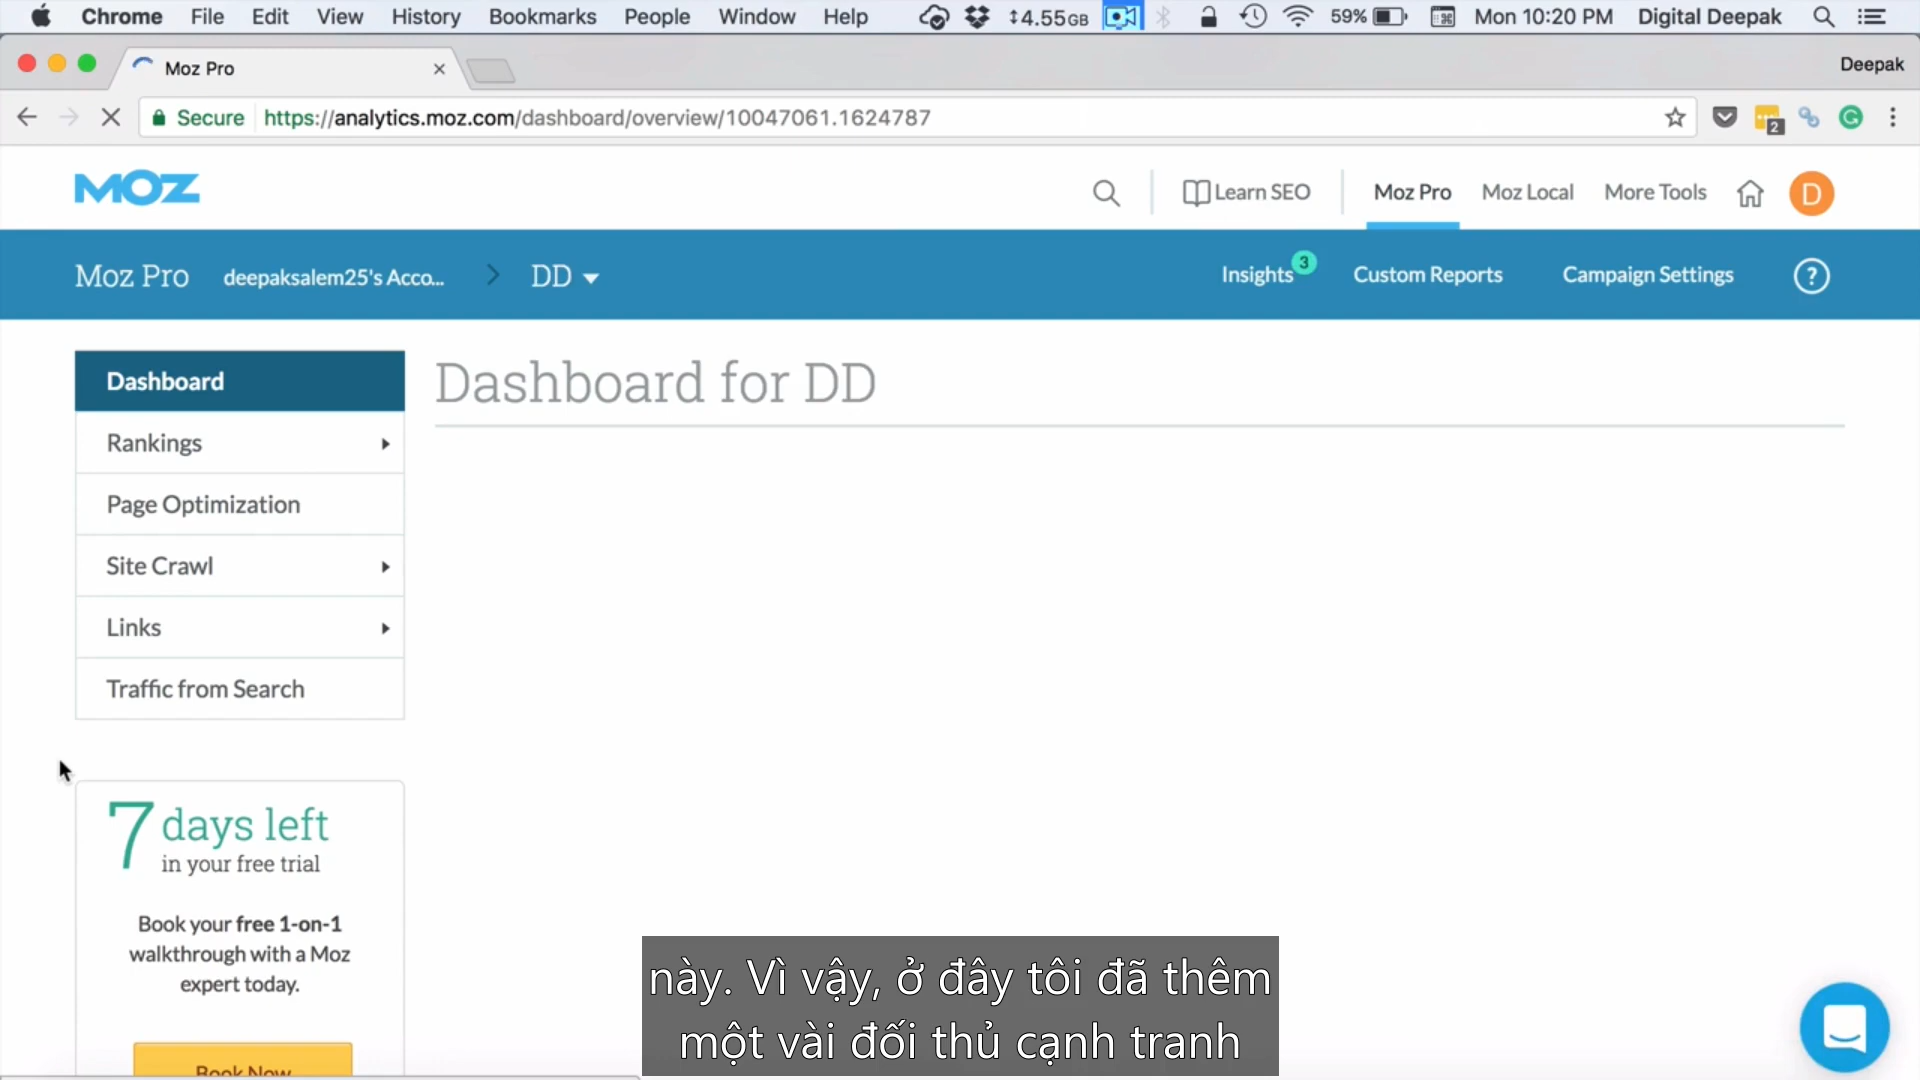 Chrome File Edit View History Bookmarks People Window Help 4.55GB 59% Mon 10:20 PM Digital Deepak
Moz Pro
Deepak
Secure https://analytics.moz.com/dashboard/overview/10047061.1624787
2
MOZ
Learn SEO Moz Pro Moz Local More Tools D
Moz Pro deepaksalem25's Acco... DD
Insights 3 Custom Reports Campaign Settings ?
Dashboard
Rankings
Page Optimization
Site Crawl
Links
Traffic from Search
Dashboard for DD
7 days left
in your free trial
Book your free 1-on-1
walkthrough with a Moz
expert today.
Book Now
này. Vì vậy, ở đây tôi đã thêm
một vài đối thủ cạnh tranh